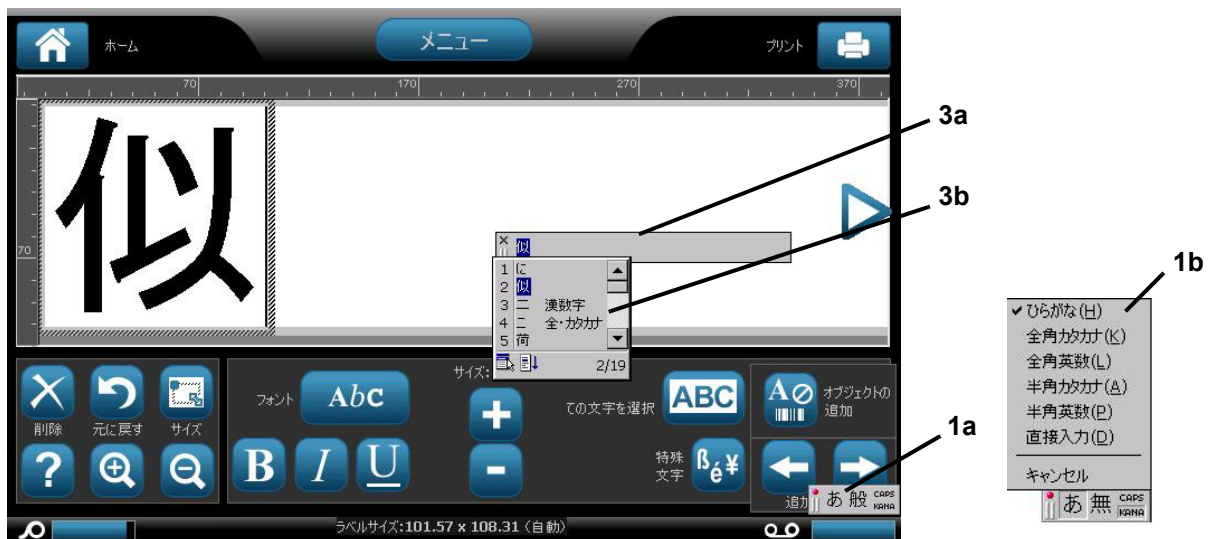 ホーム
メニュー
プリント
70 170 270 370
3a
似
3b
70
似
1 に
2 似
3 二 漢数字
4 ニ 全・カタカナ
5 荷
2/19
1b
✓ひらがな(H)
全角カタカナ(K)
全角英数(L)
半角カタカナ(A)
半角英数(P)
直接入力(D)
キャンセル
あ 無 CAPS KANA
削除
元に戻す
サイズ
フォント
Abc
サイズ:
ての文字を選択
ABC
A
オブジェクトの
追加
1a
?
B
I
U
特殊
文字
ßé¥
追加
あ 般 CAPS KANA
ラベルサイズ:101.57 x 108.31(自動)